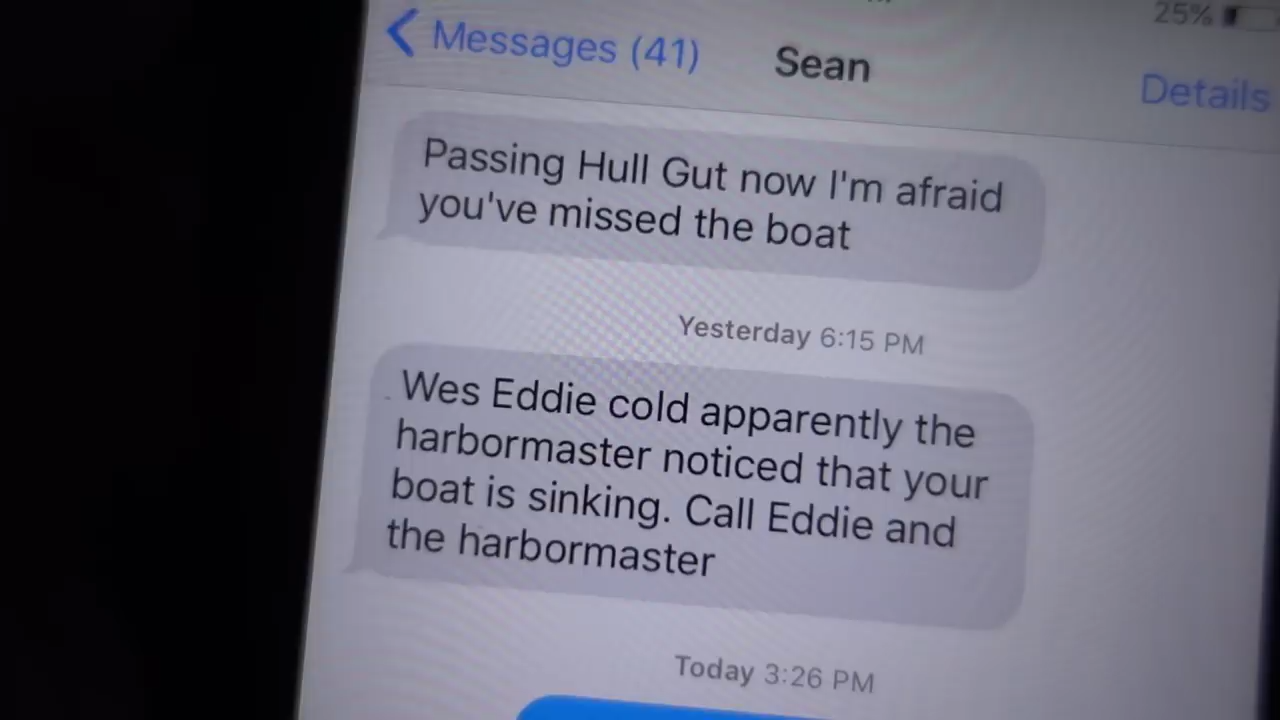 25%
Messages (41)
Sean
Details
Passing Hull Gut now I'm afraid
you've missed the boat
Yesterday 6:15 PM
Wes Eddie cold apparently the
harbormaster noticed that your
boat is sinking. Call Eddie and
the harbormaster
Today 3:26 PM